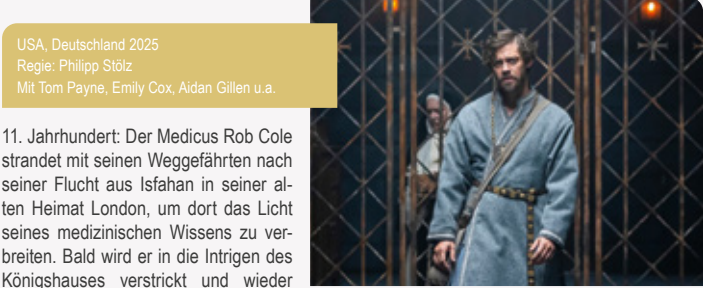 USA, Deutschland 2025
Regie: Philipp Stölz
Mit Tom Payne, Emily Cox, Aidan Gillen u.a.
11. Jahrhundert: Der Medicus Rob Cole
strandet mit seinen Weggefährten nach
seiner Flucht aus Isfahan in seiner al-
ten Heimat London, um dort das Licht
seines medizinischen Wissens zu ver-
breiten. Bald wird er in die Intrigen des
Königshauses verstrickt und wieder